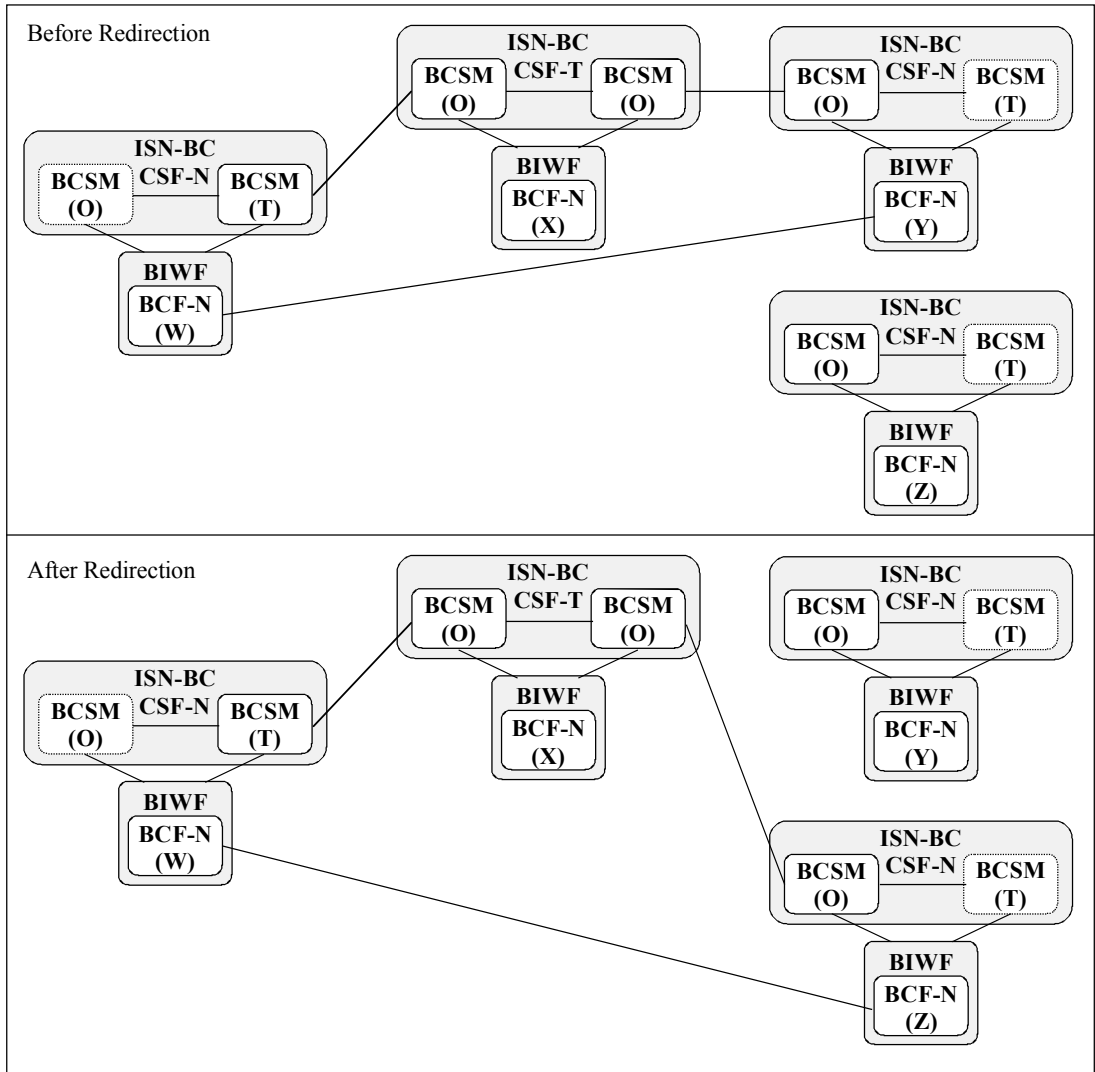 Before Redirection
ISN-BC
CSF-T
BCSM
(O)
BCSM
(O)
BIWF
BCF-N
(X)
ISN-BC
CSF-N
BCSM
(O)
BCSM
(T)
BIWF
BCF-N
(Y)
ISN-BC
CSF-N
BCSM
(O)
BCSM
(T)
BIWF
BCF-N
(W)
ISN-BC
CSF-N
BCSM
(O)
BCSM
(T)
BIWF
BCF-N
(Z)
After Redirection
ISN-BC
CSF-T
BCSM
(O)
BCSM
(O)
BIWF
BCF-N
(X)
ISN-BC
CSF-N
BCSM
(O)
BCSM
(T)
BIWF
BCF-N
(Y)
ISN-BC
CSF-N
BCSM
(O)
BCSM
(T)
BIWF
BCF-N
(W)
ISN-BC
CSF-N
BCSM
(O)
BCSM
(T)
BIWF
BCF-N
(Z)